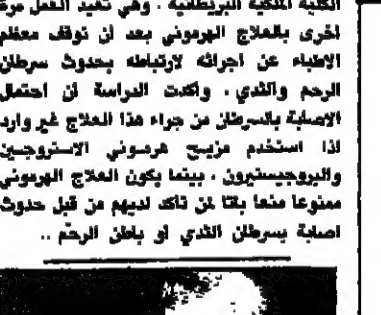 الكلية الملكية البريطانية . وهي تفيد العمل مرة
اخرى بالعلاج الهرموني بعد ان توقف معظم
الاطباء عن اجرائه لارتباطه بحدوث سرطان
الرحم والثدي . واكدت الدراسة ان احتمال
الاصابة بالسرطان من جراء هذا العلاج غير وارد
اذا استخدم مزيج هرموني الاستروجين
والبروجيستيرون . بينما يكون العلاج الهرموني
ممنوعا منعا باتا لمن تاكد لديهم من قبل حدوث
اصابة بسرطان الثدي او باطن الرحم ..